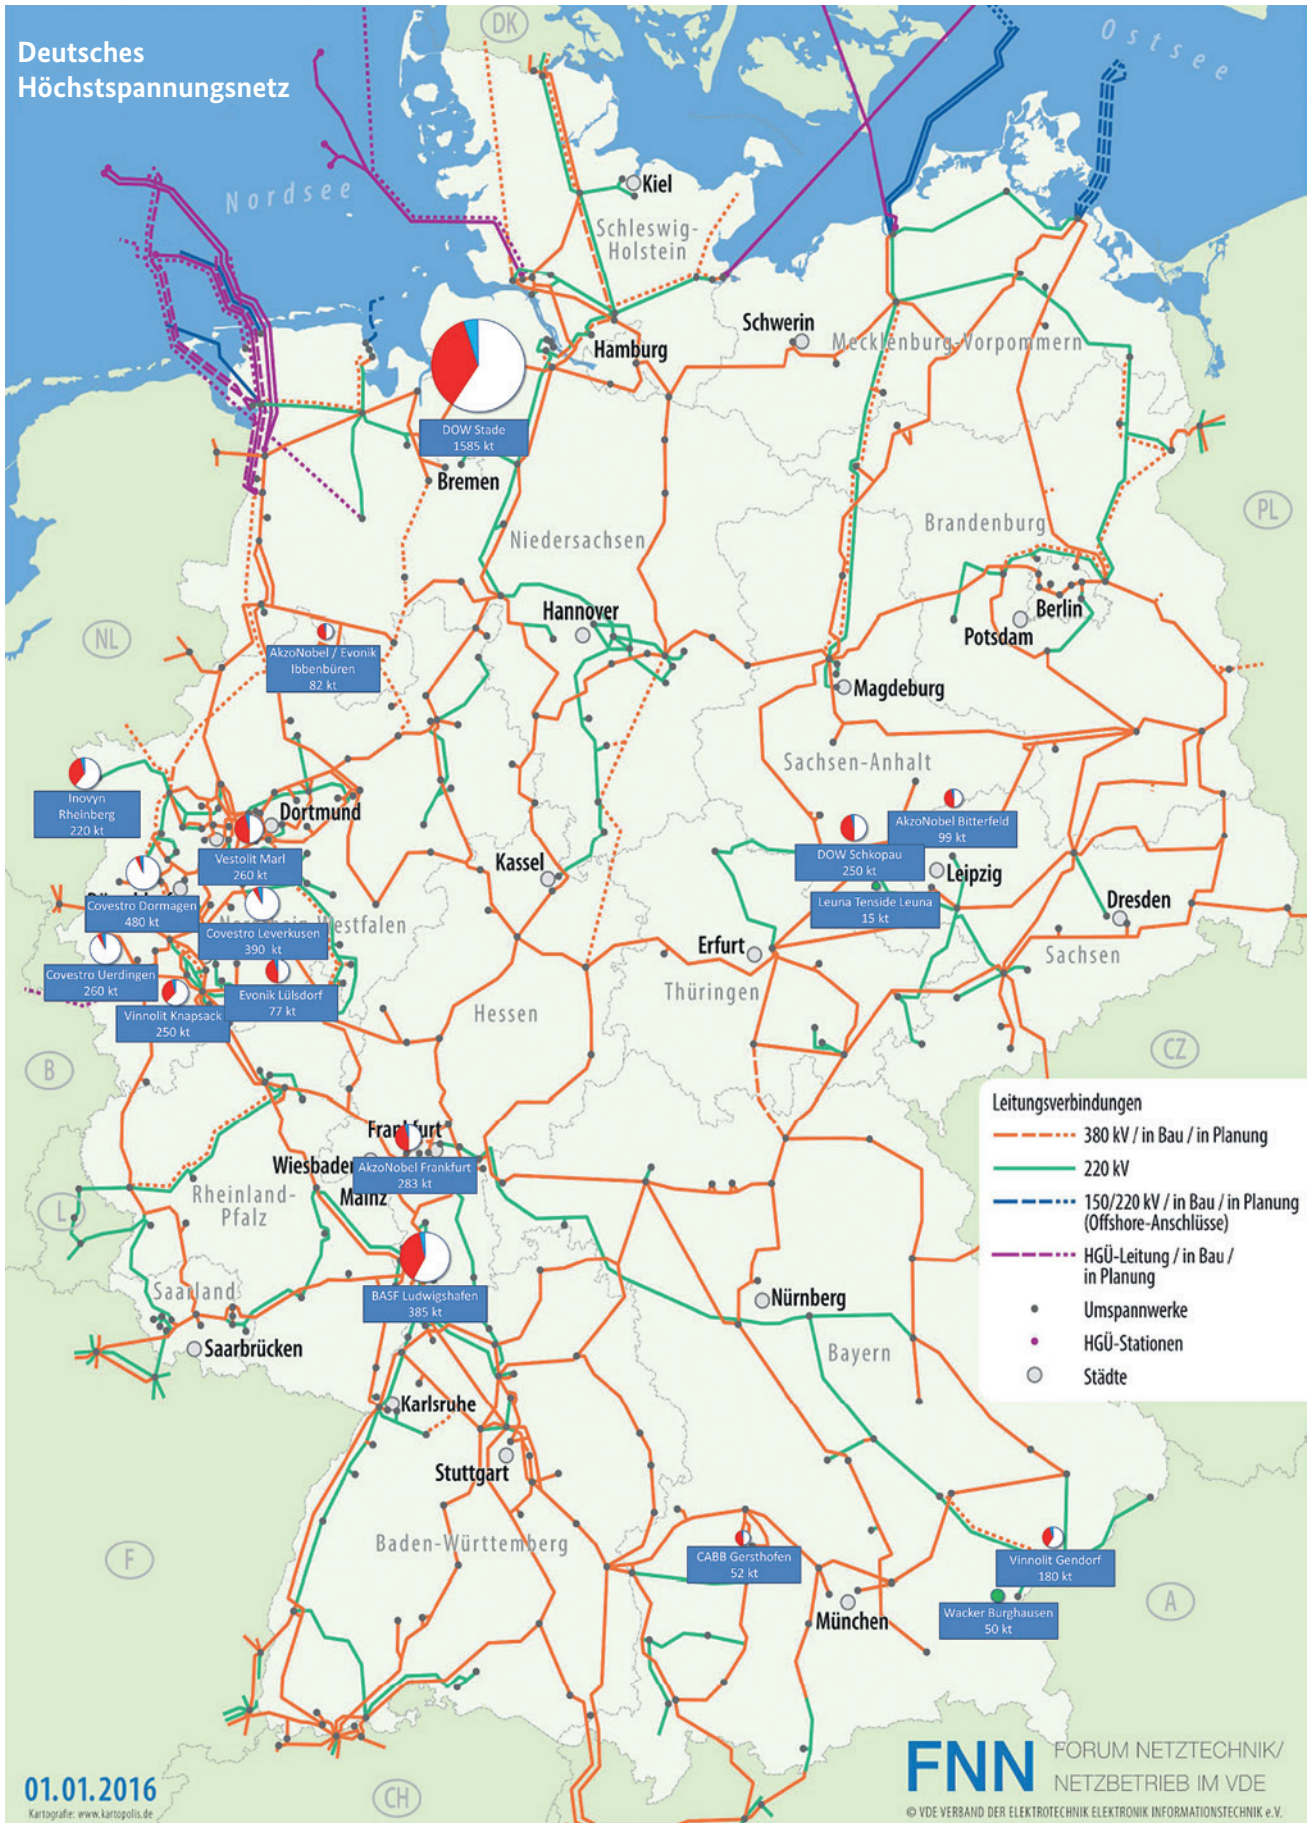 Deutsches
Höchstspannungsnetz
DK
Ostsee
Nordsee
Kiel
Schleswig-
Holstein
Schwerin
Mecklenburg-Vorpommern
Hamburg
DOW Stade
1585 kt
Bremen
PL
Niedersachsen
Brandenburg
Hannover
Berlin
Potsdam
NL
AkzoNobel / Evonik
Ibbenbüren
82 kt
Magdeburg
Sachsen-Anhalt
Inovyn
Rheinberg
220 kt
Dortmund
AkzoNobel Bitterfeld
99 kt
Vestolit Marl
260 kt
Kassel
DOW Schkopau
250 kt
Leipzig
Covestro Dormagen
480 kt
Leuna Tenside Leuna
15 kt
Dresden
Nordrhein-Westfalen
Covestro Leverkusen
390 kt
Erfurt
Sachsen
Covestro Uerdingen
260 kt
Evonik Lülsdorf
77 kt
Thüringen
Vinnolit Knapsack
250 kt
Hessen
CZ
B
Leitungsverbindungen
380 kV / in Bau / in Planung
220 kV
150/220 kV / in Bau / in Planung
(Offshore-Anschlüsse)
HGÜ-Leitung / in Bau /
in Planung
Umspannwerke
HGÜ-Stationen
Städte
Frankfurt
Wiesbaden
AkzoNobel Frankfurt
283 kt
Mainz
Rheinland-
Pfalz
L
Saarland
BASF Ludwigshafen
385 kt
Nürnberg
Saarbrücken
Bayern
Karlsruhe
Stuttgart
Baden-Württemberg
F
CABB Gersthofen
52 kt
Vinnolit Gendorf
180 kt
München
Wacker Burghausen
50 kt
A
CH
01.01.2016
Kartografie: www.kartopolis.de
FNN
FORUM NETZTECHNIK/
NETZBETRIEB IM VDE
© VDE VERBAND DER ELEKTROTECHNIK ELEKTRONIK INFORMATIONSTECHNIK e.V.